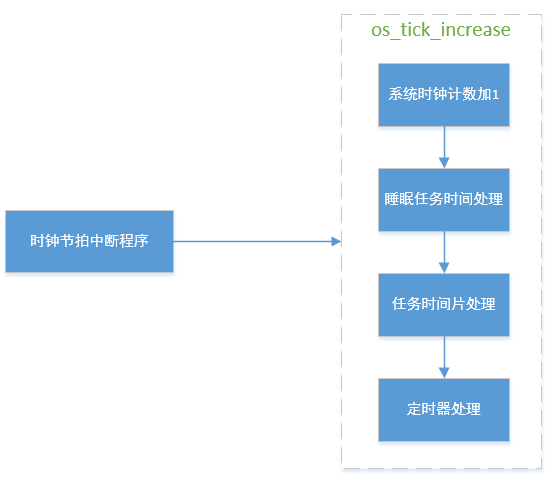 os_tick_increase
系统时钟计数加1
睡眠任务时间处理
时钟节拍中断程序
任务时间片处理
定时器处理